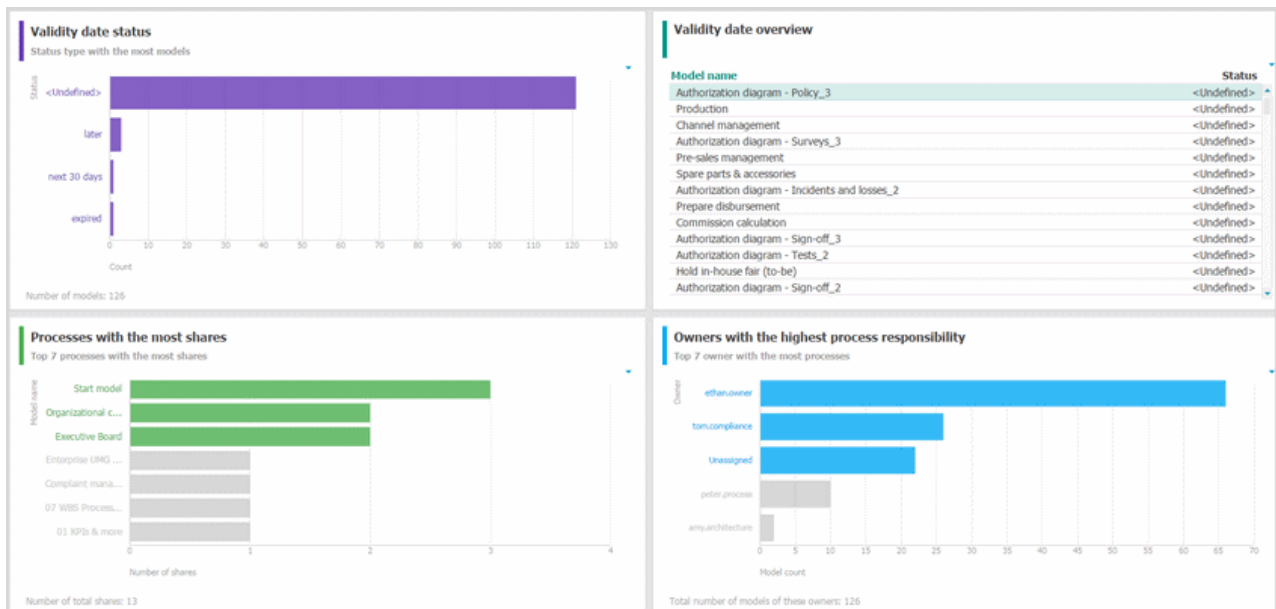 Validity date status
Status type with the most models
Status
<Undefined>
later
next 30 days
expired
0 10 20 30 40 50 60 70 80 90 100 110 120 130
Count
Number of models: 126
Validity date overview
Model name Status
Authorization diagram - Policy_3 <Undefined>
Production <Undefined>
Channel management <Undefined>
Authorization diagram - Surveys_3 <Undefined>
Pre-sales management <Undefined>
Spare parts & accessories <Undefined>
Authorization diagram - Incidents and losses_2 <Undefined>
Prepare disbursement <Undefined>
Commission calculation <Undefined>
Authorization diagram - Sign-off_3 <Undefined>
Authorization diagram - Tests_2 <Undefined>
Hold in-house fair (to-be) <Undefined>
Authorization diagram - Sign-off_2 <Undefined>
Processes with the most shares
Top 7 processes with the most shares
Model name
Start model
Organizational c...
Executive Board
Enterprise UMG ...
Complaint mana...
07 WBS Process...
01 KPIs & more
0 1 2 3 4
Number of shares
Number of total shares: 13
Owners with the highest process responsibility
Top 7 owner with the most processes
Owner
ethan.owner
tom.compliance
Unassigned
peter.process
amy.architecture
0 5 10 15 20 25 30 35 40 45 50 55 60 65 70
Model count
Total number of models of these owners: 126